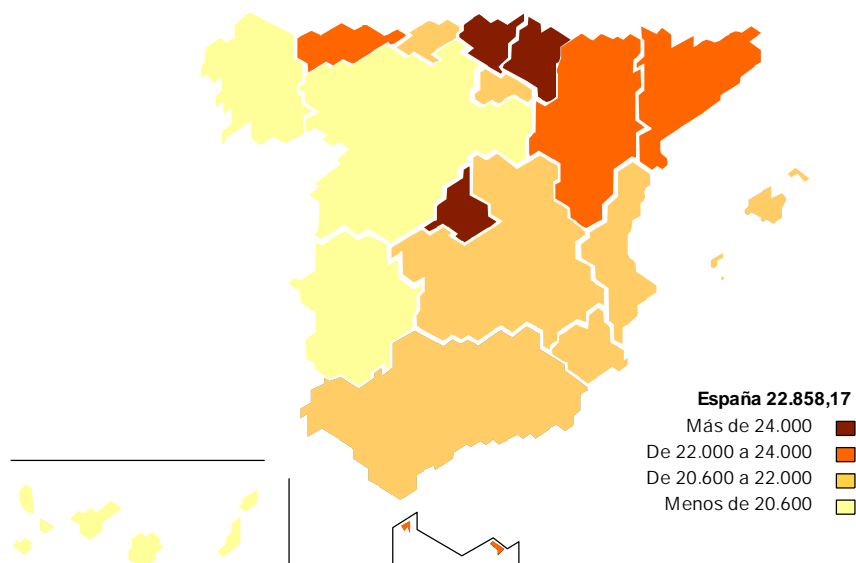 España 22.858,17
Más de 24.000
De 22.000 a 24.000
De 20.600 a 22.000
Menos de 20.600